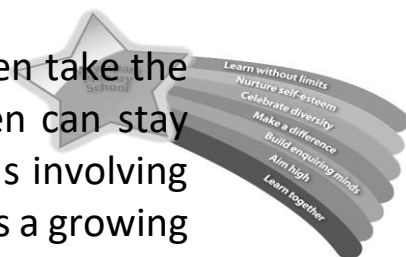 en take the
en can stay
s involving
s a growing
School
Learn without limits
Nurture self-esteem
Celebrate diversity
Make a difference
Build enquiring minds
Aim high
Learn together